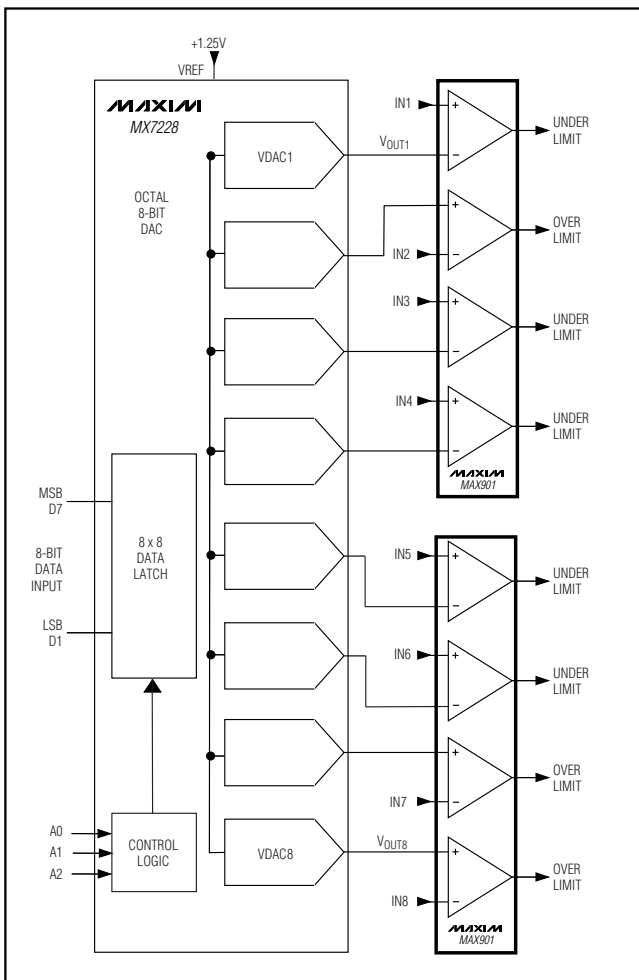 +1.25V
VREF
MAXIM
MX7228
OCTAL
8-BIT
DAC
VDAC1
VOUT1
IN1
+
−
UNDER
LIMIT
IN2
+
−
OVER
LIMIT
IN3
+
−
UNDER
LIMIT
IN4
+
−
UNDER
LIMIT
MAXIM
MAX901
MSB
D7
8-BIT
DATA
INPUT
LSB
D1
8 x 8
DATA
LATCH
IN5
+
−
UNDER
LIMIT
IN6
+
−
UNDER
LIMIT
IN7
+
−
OVER
LIMIT
A0
A1
A2
CONTROL
LOGIC
VDAC8
VOUT8
IN8
+
−
OVER
LIMIT
MAXIM
MAX901